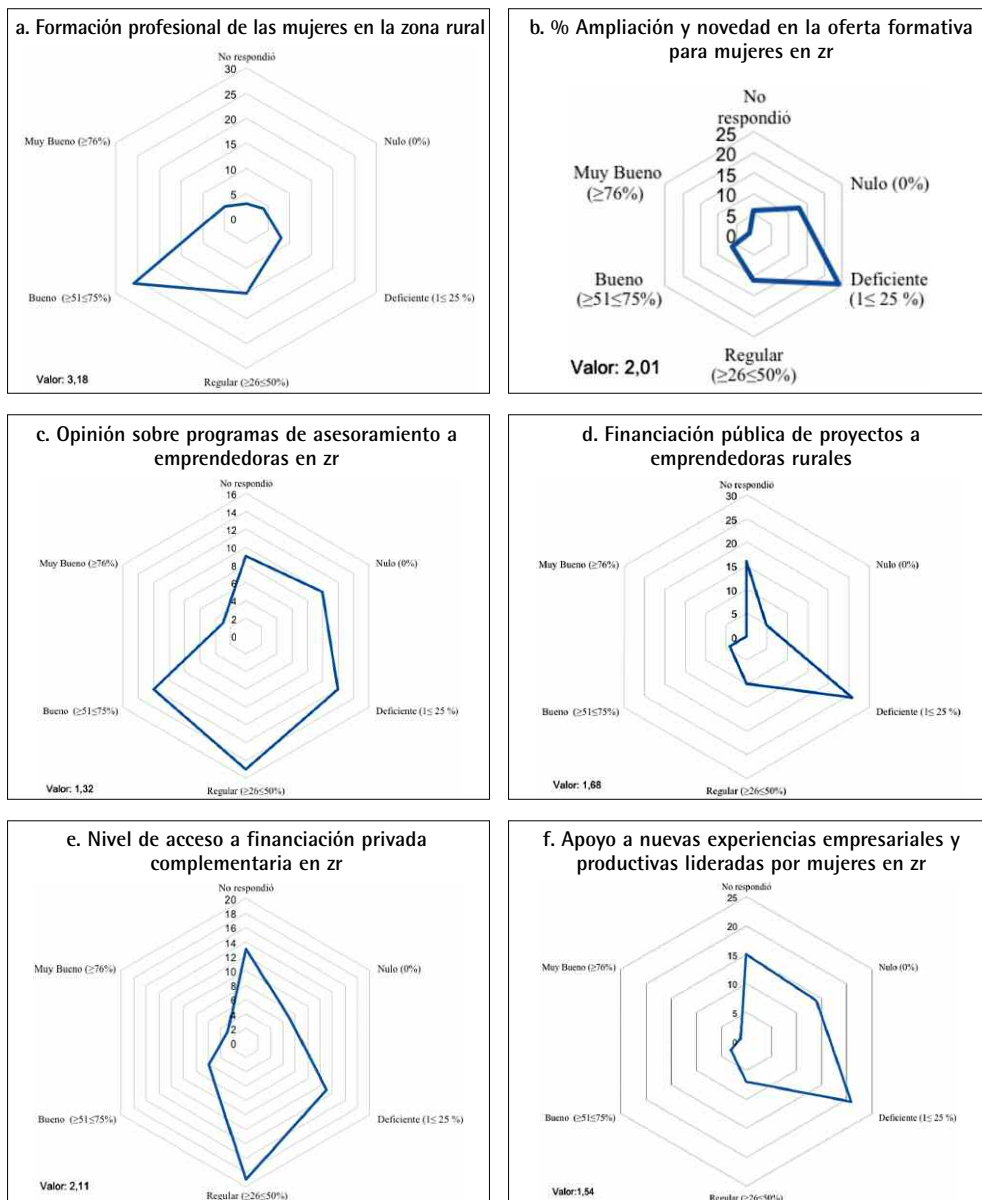 a. Formación profesional de las mujeres en la zona rural
No respondió
30
25
20
15
10
5
0
Muy Bueno (≥76%)
Nulo (0%)
Bueno (≥51≤75%)
Deficiente (1≤ 25 %)
Valor: 3,18
Regular (≥26≤50%)
b. % Ampliación y novedad en la oferta formativa
para mujeres en zr
No
respondió
25
20
15
10
5
0
Muy Bueno
(≥76%)
Nulo (0%)
Bueno
(≥51≤75%)
Deficiente
(1≤ 25 %)
Valor: 2,01
Regular
(≥26≤50%)
c. Opinión sobre programas de asesoramiento a
emprendedoras en zr
No respondió
16
14
12
10
8
6
4
2
0
Muy Bueno (≥76%)
Nulo (0%)
Bueno (≥51≤75%)
Deficiente (1≤ 25 %)
Valor: 1,32
Regular (≥26≤50%)
d. Financiación pública de proyectos a
emprendedoras rurales
No respondió
30
25
20
15
10
5
0
Muy Bueno (≥76%)
Nulo (0%)
Bueno (≥51≤75%)
Deficiente (1≤ 25 %)
Valor: 1,68
Regular (≥26≤50%)
e. Nivel de acceso a financiación privada
complementaria en zr
No respondió
20
18
16
14
12
10
8
6
4
2
0
Muy Bueno (≥76%)
Nulo (0%)
Bueno (≥51≤75%)
Deficiente (1≤ 25 %)
Valor: 2,11
Regular (≥26≤50%)
f. Apoyo a nuevas experiencias empresariales y
productivas lideradas por mujeres en zr
No respondió
25
20
15
10
5
0
Muy Bueno (≥76%)
Nulo (0%)
Bueno (≥51≤75%)
Deficiente (1≤ 25 %)
Valor:1,54
Regular (≥26≤50%)